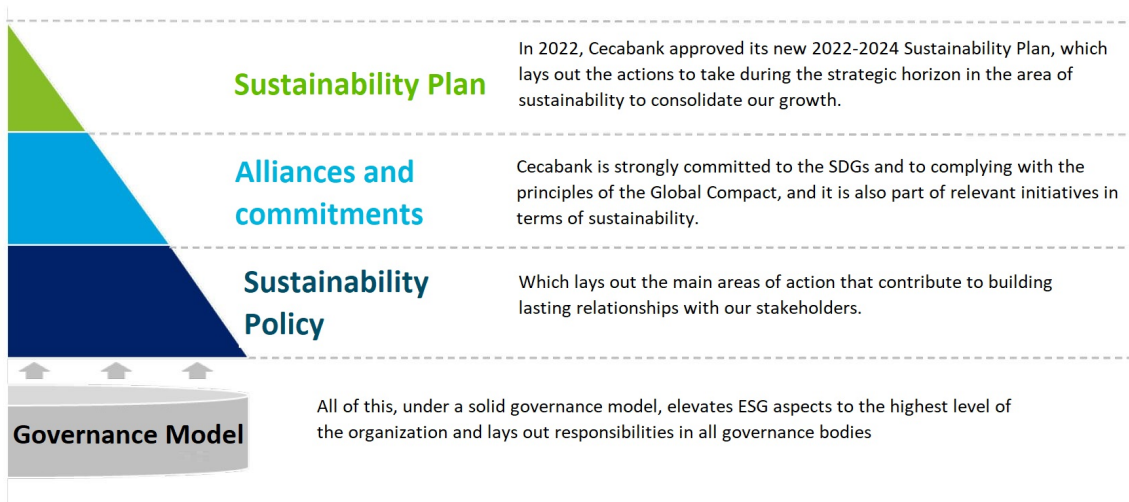 Sustainability Plan
In 2022, Cecabank approved its new 2022-2024 Sustainability Plan, which
lays out the actions to take during the strategic horizon in the area of
sustainability to consolidate our growth.
Alliances and
commitments
Cecabank is strongly committed to the SDGs and to complying with the
principles of the Global Compact, and it is also part of relevant initiatives in
terms of sustainability.
Sustainability
Policy
Which lays out the main areas of action that contribute to building
lasting relationships with our stakeholders.
Governance Model
All of this, under a solid governance model, elevates ESG aspects to the highest level of
the organization and lays out responsibilities in all governance bodies